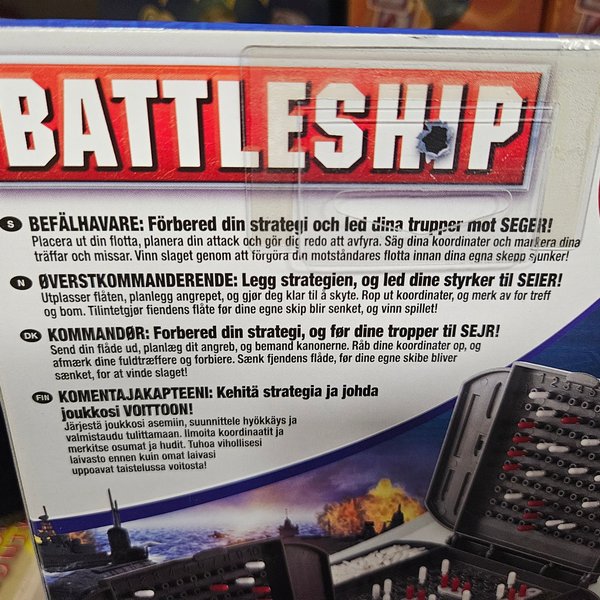 BATTLESHIP
S BEFÄLHAVARE: Förbered din strategi och led dina trupper mot SEGER!
Placera ut din flotta, planera din attack och gör dig redo att avfyra. Säg dina koordinater och markera dina
träffar och missar. Vinn slaget genom att förgöra din motståndares flotta innan dina egna skepp sjunker!
N ØVERSTKOMMANDERENDE: Legg strategien, og led dine styrker til SEIER!
Utplasser flåten, planlegg angrepet, og gjør deg klar til å skyte. Rop ut koordinater, og merk av for treff
og bom. Tilintetgjør fiendens flåte før dine egne skip blir senket, og vinn spillet!
DK KOMMANDØR: Forbered din strategi, og før dine tropper til SEJR!
Send din flåde ud, planlæg dit angreb, og bemand kanonerne. Råb dine koordinater op, og
afmærk dine fuldtræffere og forbiere. Sænk fjendens flåde, før dine egne skibe bliver
sænket, for at vinde slaget!
FIN KOMENTAJAKAPTEENI: Kehitä strategia ja johda
joukkosi VOITTOON!
Järjestä joukkosi asemiin, suunnittele hyökkäys ja
valmistaudu tulittamaan. Ilmoita koordinaatit ja
merkitse osumat ja hudit. Tuhoa vihollisesi
laivasto ennen kuin omat laivasi
uppoavat taistelussa voitosta!